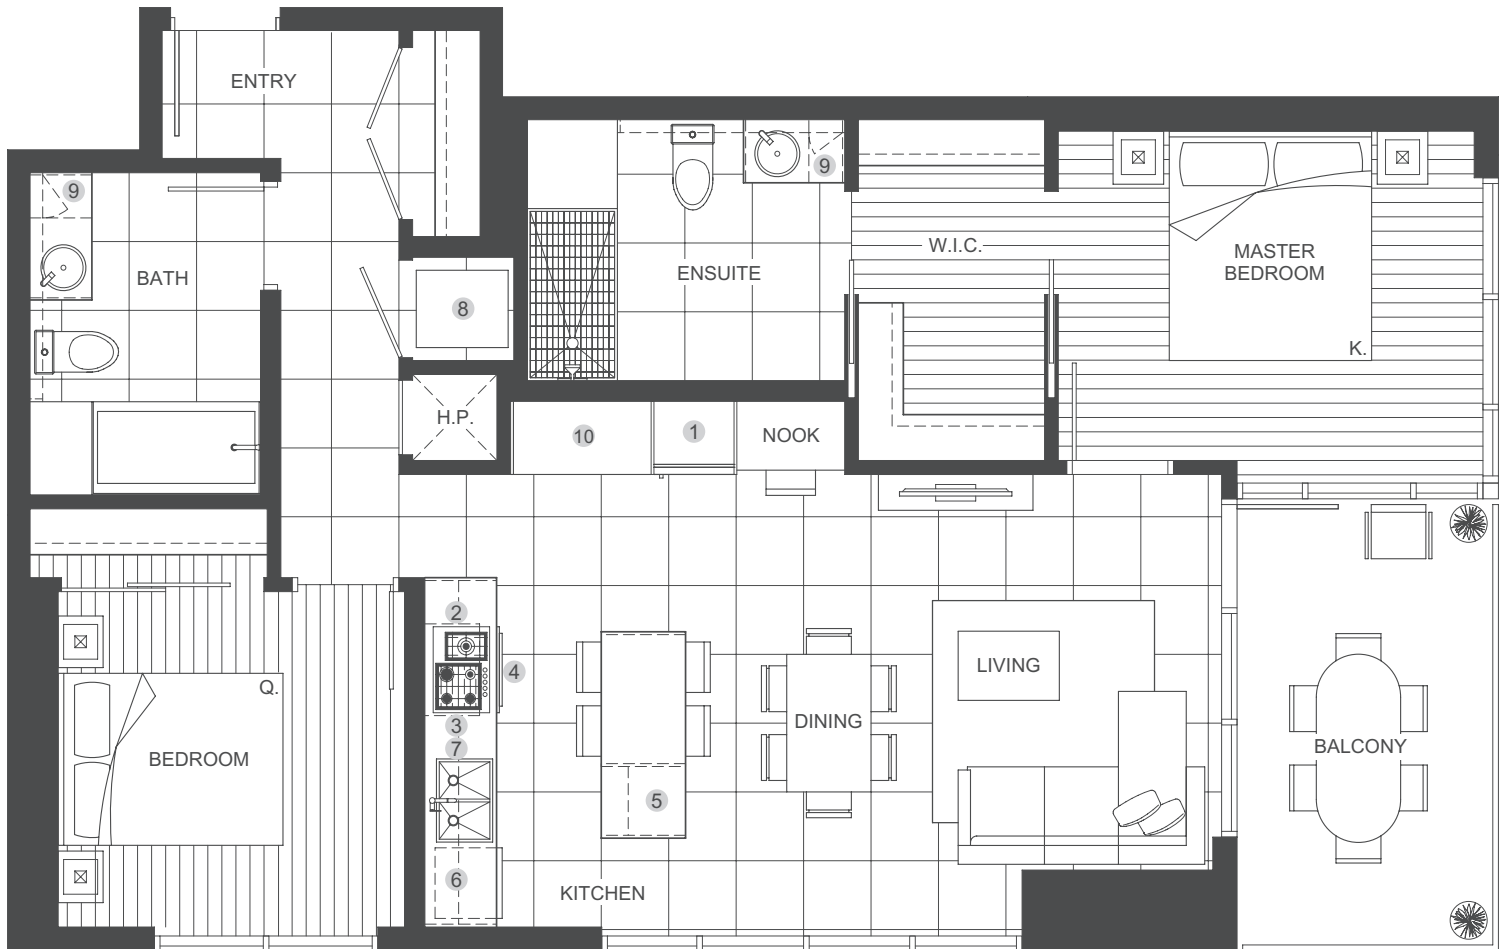 ENTRY
9
9
BATH
W.I.C.
MASTER
BEDROOM
ENSUITE
8
K.
H.P.
10
1
NOOK
2
4
LIVING
Q.
3
DINING
7
BEDROOM
BALCONY
5
6
KITCHEN